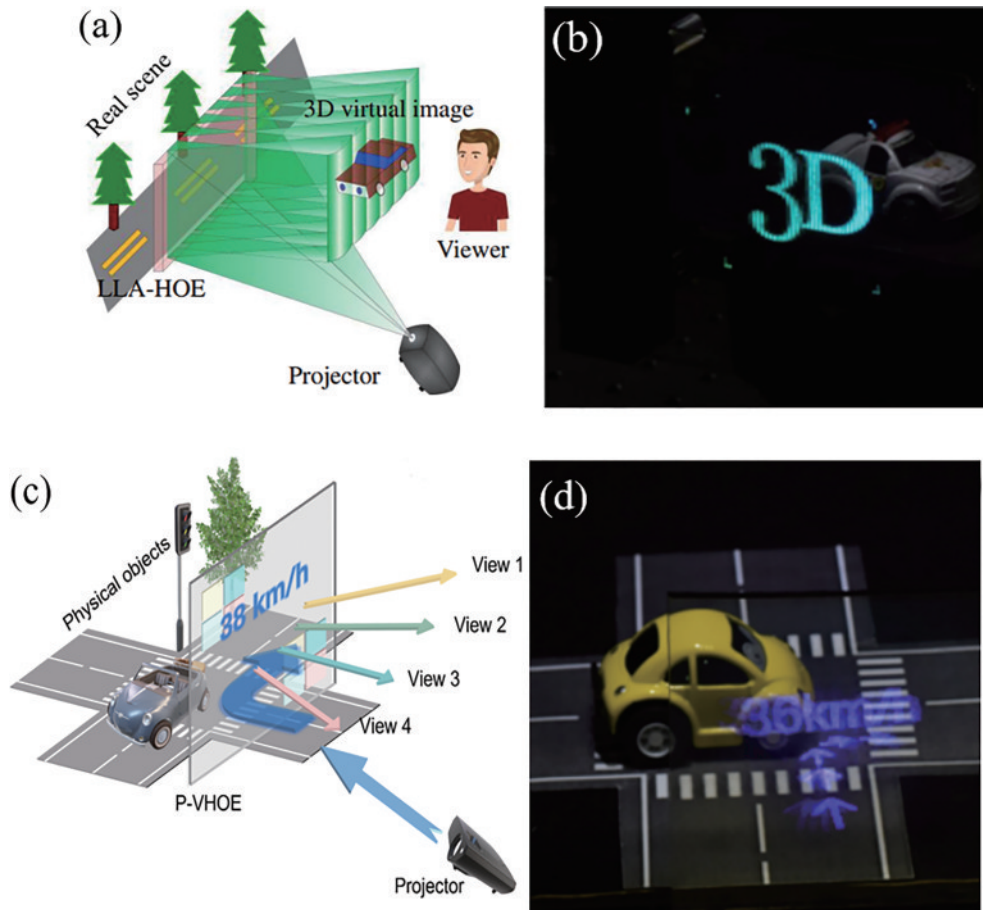 (a)
Real scene
3D virtual image
LLA-HOE
Viewer
Projector
(b)
3D
(c)
Physical objects
88 km/h
View 1
View 2
View 3
View 4
P-VHOE
Projector
(d)
36km/h